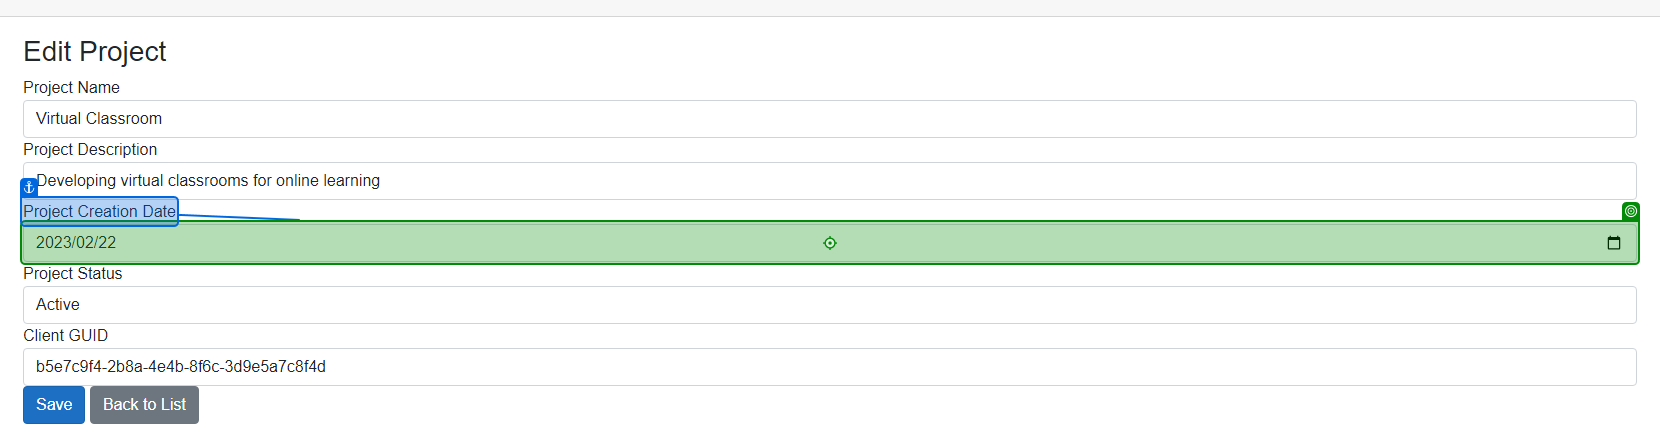 Edit Project
Project Name
Virtual Classroom
Project Description
Developing virtual classrooms for online learning
Project Creation Date
2023/02/22
Project Status
Active
Client GUID
b5e7c9f4-2b8a-4e4b-8f6c-3d9e5a7c8f4d
Save Back to List